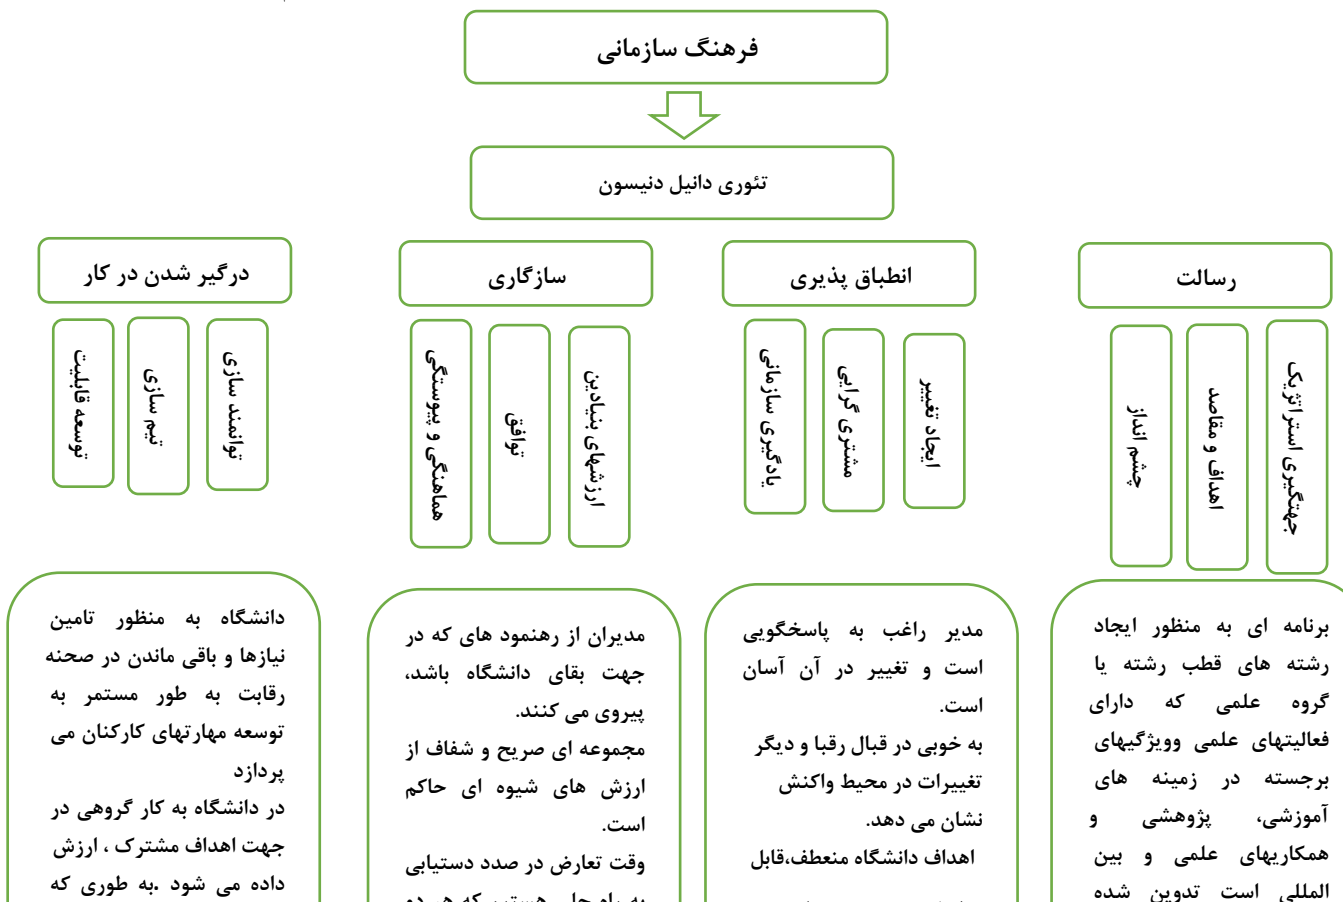 فرهنگ سازمانی
تئوری دانیل دنیسون
رسالت
انطباق پذیری
سازگاری
درگیر شدن در کار
جهتگیری استراتژیک
اهداف و مقاصد
چشم انداز
ایجاد تغییر
مشتری گرایی
یادگیری سازمانی
ارزشهای بنیادین
توافق
هماهنگی و پیوستگی
توانمند سازی
تیم سازی
توسعه قابلیت
برنامه ای به منظور ایجاد
رشته های قطب رشته یا
گروه علمی که دارای
فعالیتهای علمی وویژگیهای
برجسته در زمینه های
آموزشی، پژوهشی و
همکاریهای علمی و بین
المللی است تدوین شده
مدیر راغب به پاسخگویی
است و تغییر در آن آسان
است.
به خوبی در قبال رقبا و دیگر
تغییرات در محیط واکنش
نشان می دهد.
اهداف دانشگاه منعطف،قابل
مدیران از رهنمود های که در
جهت بقای دانشگاه باشد،
پیروی می کنند.
مجموعه ای صریح و شفاف از
ارزش های شیوه ای حاکم
است.
وقت تعارض در صدد دستیابی
به راه حلی هستیم که هر دو
دانشگاه به منظور تامین
نیازها و باقی ماندن در صحنه
رقابت به طور مستمر به
توسعه مهارتهای کارکنان می
پردازد
در دانشگاه به کار گروهی در
جهت اهداف مشترک ، ارزش
داده می شود .به طوری که